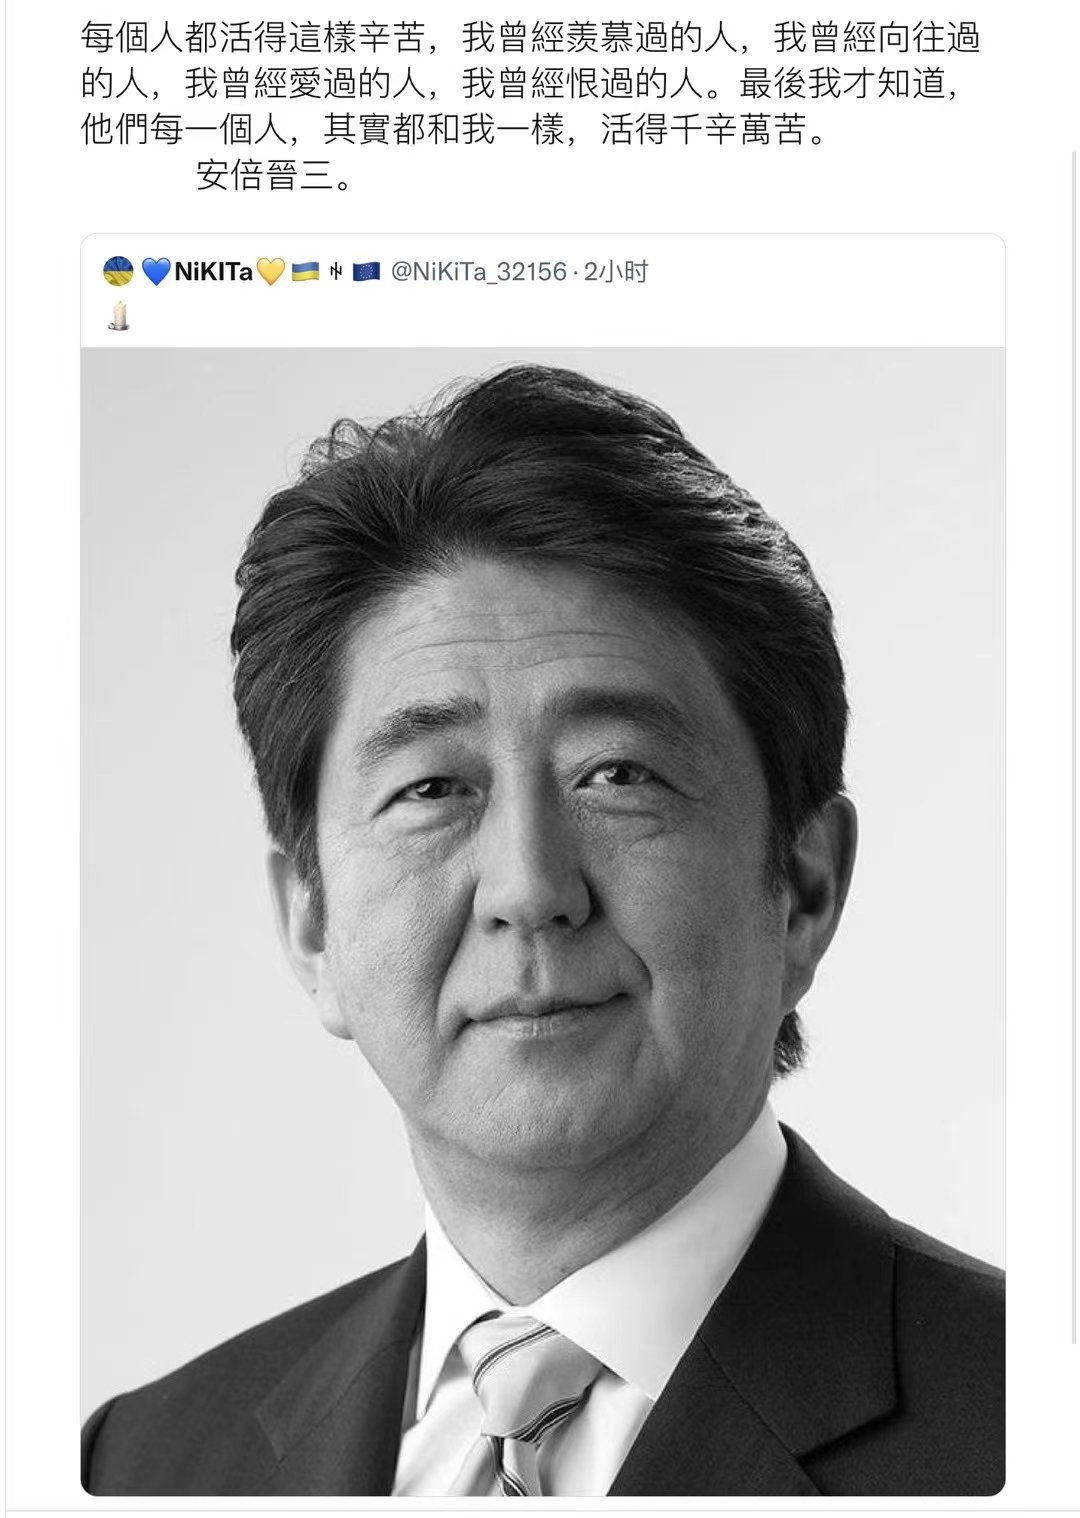 每個人都活得這樣辛苦，我曾經羨慕過的人，我曾經向往過
的人，我曾經愛過的人，我曾經恨過的人。最後我才知道，
他們每一個人，其實都和我一樣，活得千辛萬苦。
安倍晉三。
💙NiKITa💛🇺🇦 🇪🇺 @NiKiTa_32156 · 2小时
🕯️